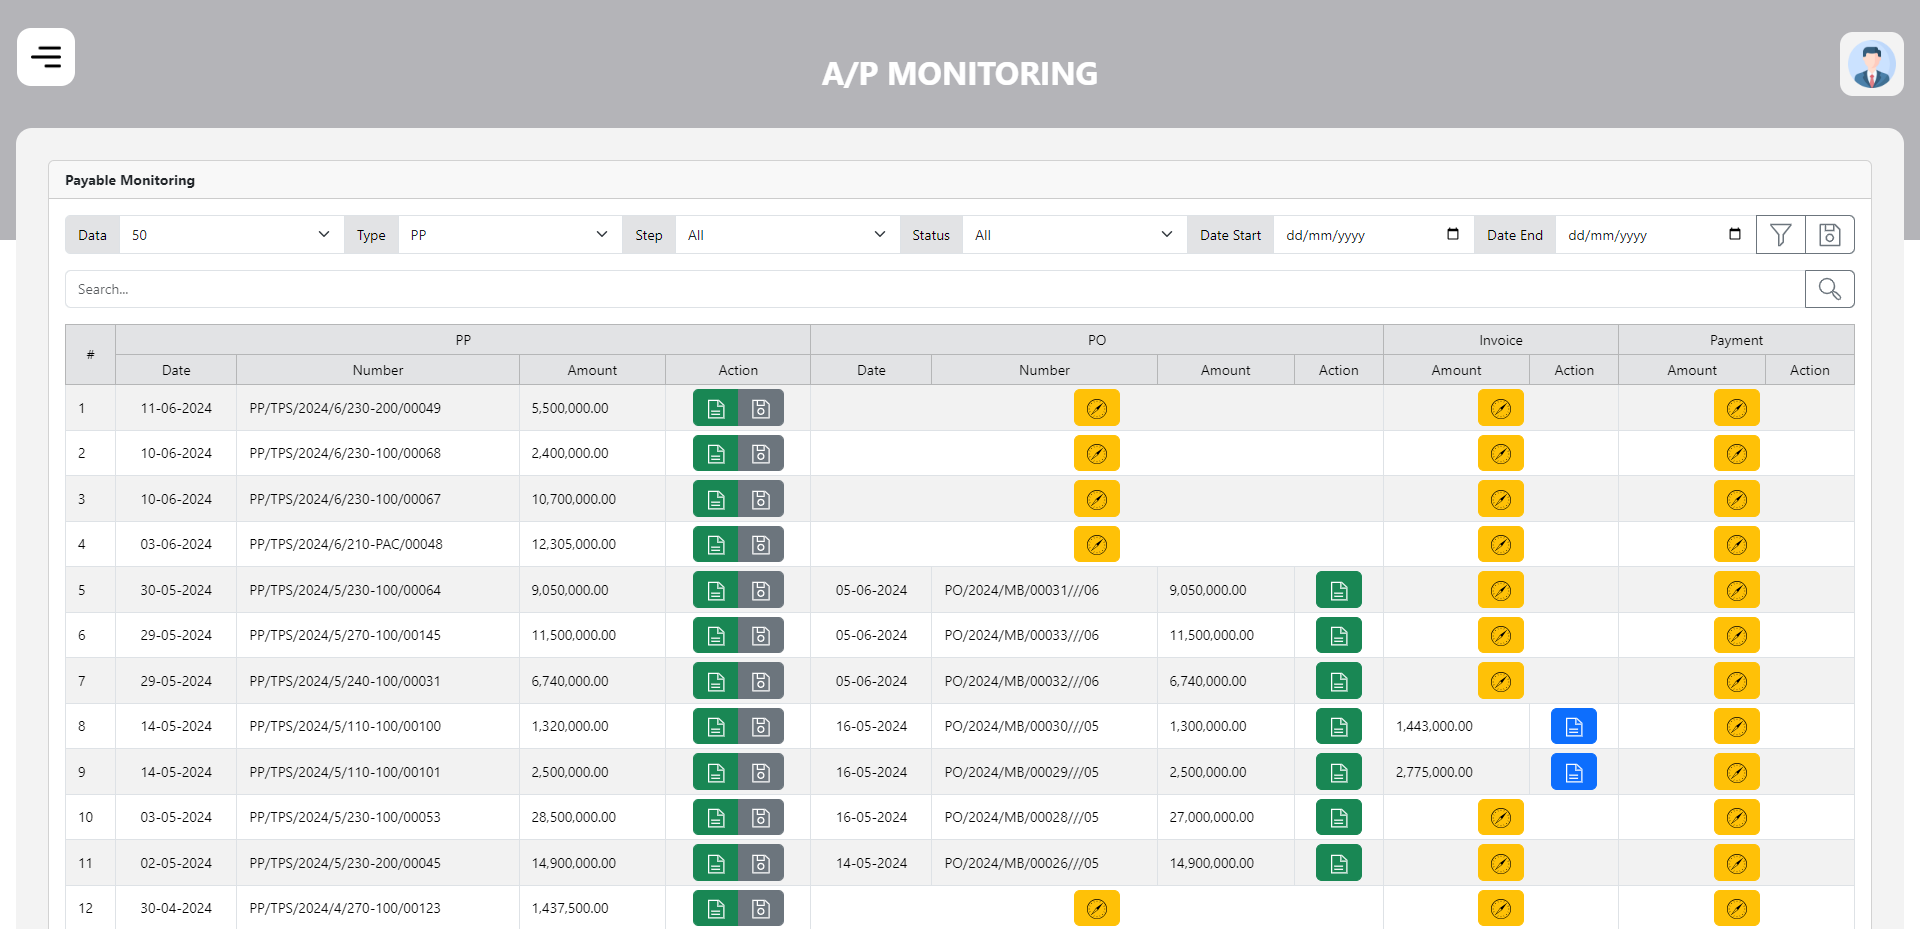 A/P MONITORING
Payable Monitoring
Data 50 Type PP Step All Status All Date Start dd/mm/yyyy Date End dd/mm/yyyy
Search...
# PP PO Invoice Payment
Date Number Amount Action Date Number Amount Action Amount Action Amount Action
1 11-06-2024 PP/TPS/2024/6/230-200/00049 5,500,000.00
2 10-06-2024 PP/TPS/2024/6/230-100/00068 2,400,000.00
3 10-06-2024 PP/TPS/2024/6/230-100/00067 10,700,000.00
4 03-06-2024 PP/TPS/2024/6/210-PAC/00048 12,305,000.00
5 30-05-2024 PP/TPS/2024/5/230-100/00064 9,050,000.00 05-06-2024 PO/2024/MB/00031///06 9,050,000.00
6 29-05-2024 PP/TPS/2024/5/270-100/00145 11,500,000.00 05-06-2024 PO/2024/MB/00033///06 11,500,000.00
7 29-05-2024 PP/TPS/2024/5/240-100/00031 6,740,000.00 05-06-2024 PO/2024/MB/00032///06 6,740,000.00
8 14-05-2024 PP/TPS/2024/5/110-100/00100 1,320,000.00 16-05-2024 PO/2024/MB/00030///05 1,300,000.00 1,443,000.00
9 14-05-2024 PP/TPS/2024/5/110-100/00101 2,500,000.00 16-05-2024 PO/2024/MB/00029///05 2,500,000.00 2,775,000.00
10 03-05-2024 PP/TPS/2024/5/230-100/00053 28,500,000.00 16-05-2024 PO/2024/MB/00028///05 27,000,000.00
11 02-05-2024 PP/TPS/2024/5/230-200/00045 14,900,000.00 14-05-2024 PO/2024/MB/00026///05 14,900,000.00
12 30-04-2024 PP/TPS/2024/4/270-100/00123 1,437,500.00